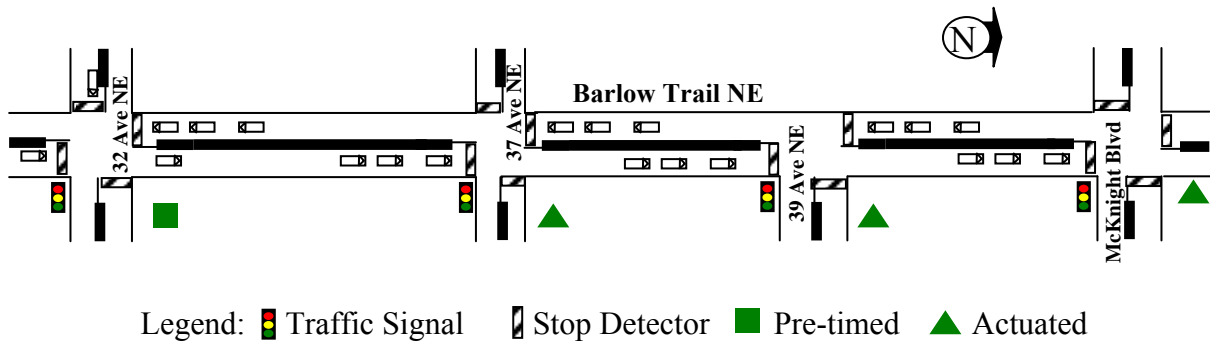 N
Barlow Trail NE
32 Ave NE
37 Ave NE
39 Ave NE
McKnight Blvd
Legend: Traffic Signal Stop Detector Pre-timed Actuated